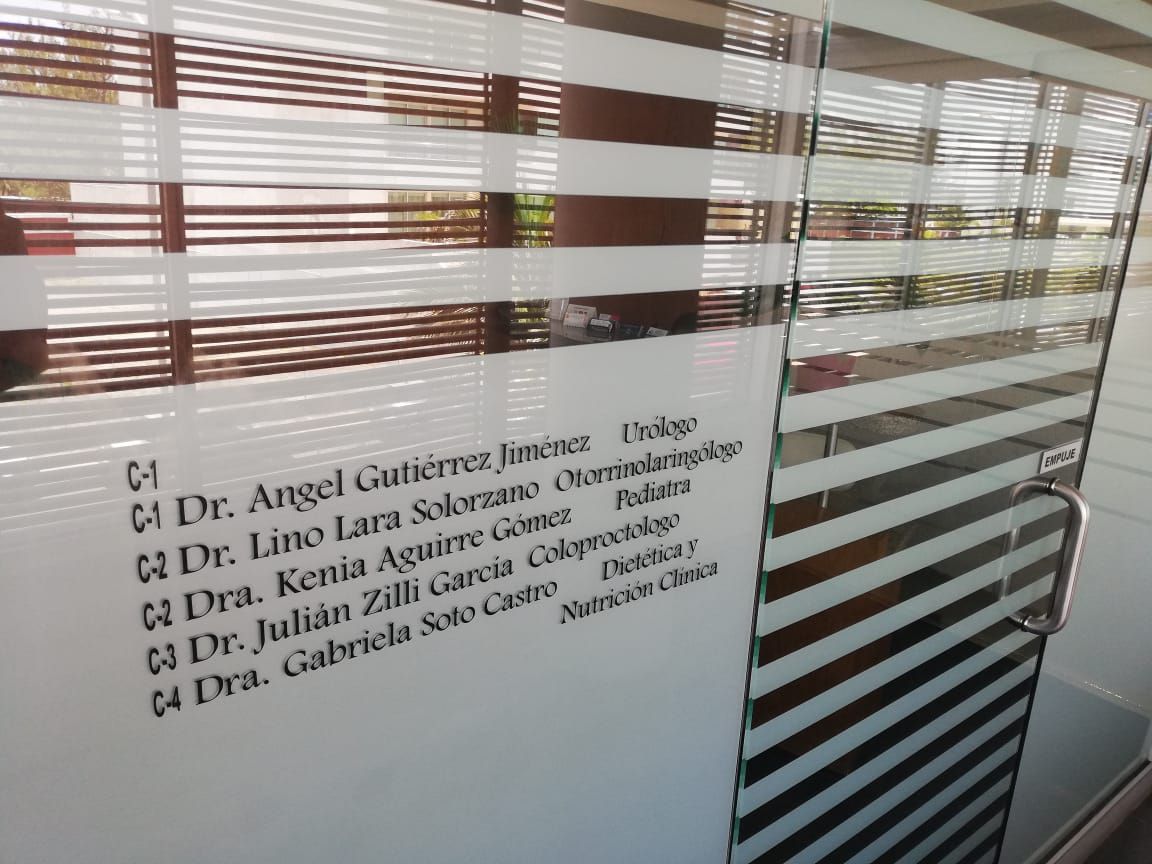 C-1
C-1 Dr. Angel Gutiérrez Jiménez Urólogo
C-2 Dr. Lino Lara Solorzano Otorrinolaringólogo
C-2 Dra. Kenia Aguirre Gómez Pediatra
C-3 Dr. Julián Zilli García Coloproctologo
C-4 Dra. Gabriela Soto Castro Dietética y
Nutrición Clínica
EMPUJE